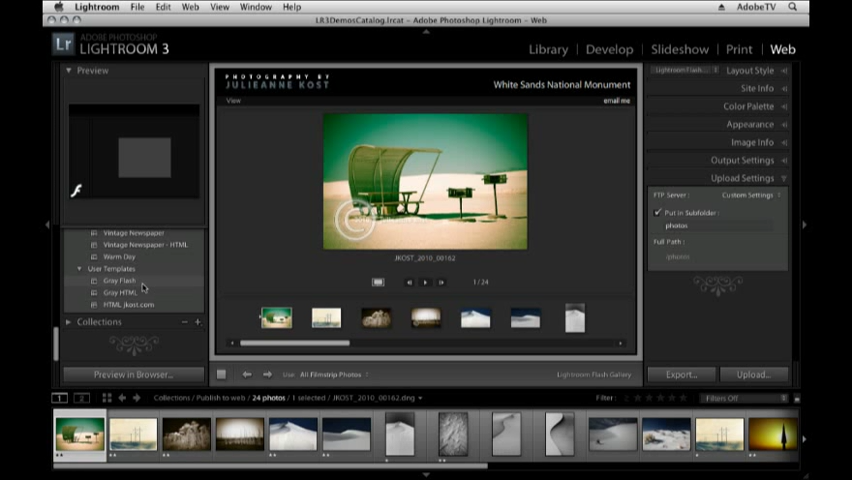 Lightroom File Edit Web View Window Help AdobeTV
LR3DemosCatalog.lrcat – Adobe Photoshop Lightroom – Web
Lr ADOBE PHOTOSHOP
LIGHTROOM 3
Library Develop Slideshow Print Web
Preview
PHOTOGRAPHY BY
JULIEANNE KOST
White Sands National Monument
View
email me
JKOST_2010_00162
1 / 24
Vintage Newspaper
Vintage Newspaper - HTML
Warm Day
User Templates
Gray Flash
Gray HTML
HTML jkost.com
Collections
Preview in Browser...
Use All Filmstrip Photos
Lightroom Flash Gallery
Lightroom Flash...
Layout Style
Site Info
Color Palette
Appearance
Image Info
Output Settings
Upload Settings
FTP Server: Custom Settings
Put in Subfolder:
photos
Full Path:
/photos
Export...
Upload...
1 2
Collections / Publish to web / 24 photos / 1 selected / JKOST_2010_00162.dng
Filter:
Filters Off